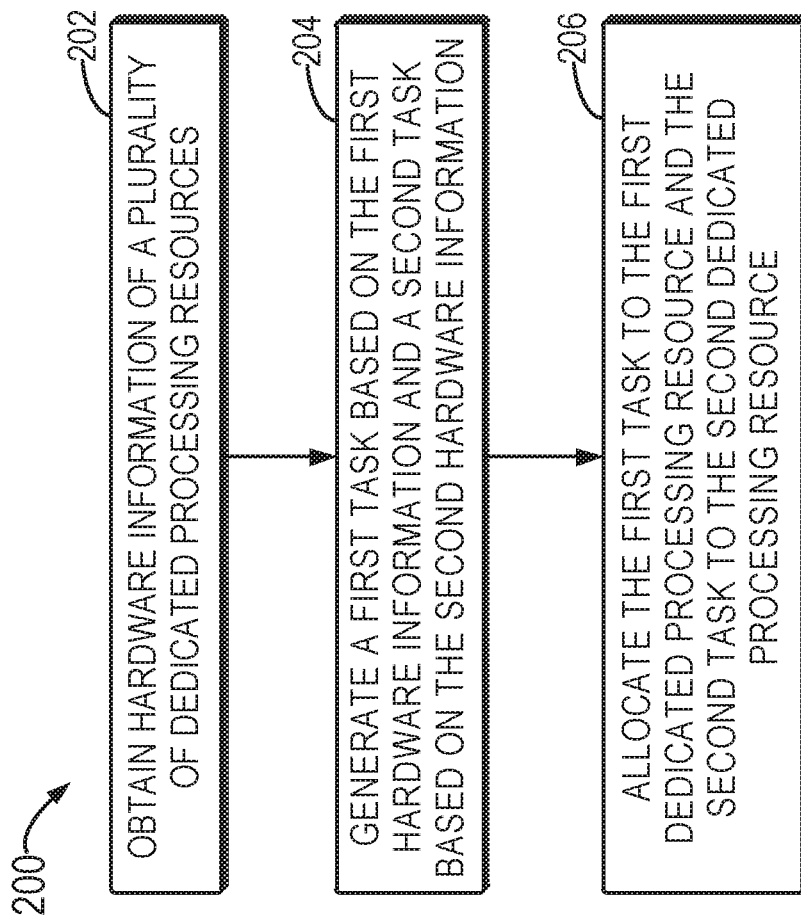 200
202
OBTAIN HARDWARE INFORMATION OF A PLURALITY
OF DEDICATED PROCESSING RESOURCES
204
GENERATE A FIRST TASK BASED ON THE FIRST
HARDWARE INFORMATION AND A SECOND TASK
BASED ON THE SECOND HARDWARE INFORMATION
206
ALLOCATE THE FIRST TASK TO THE FIRST
DEDICATED PROCESSING RESOURCE AND THE
SECOND TASK TO THE SECOND DEDICATED
PROCESSING RESOURCE